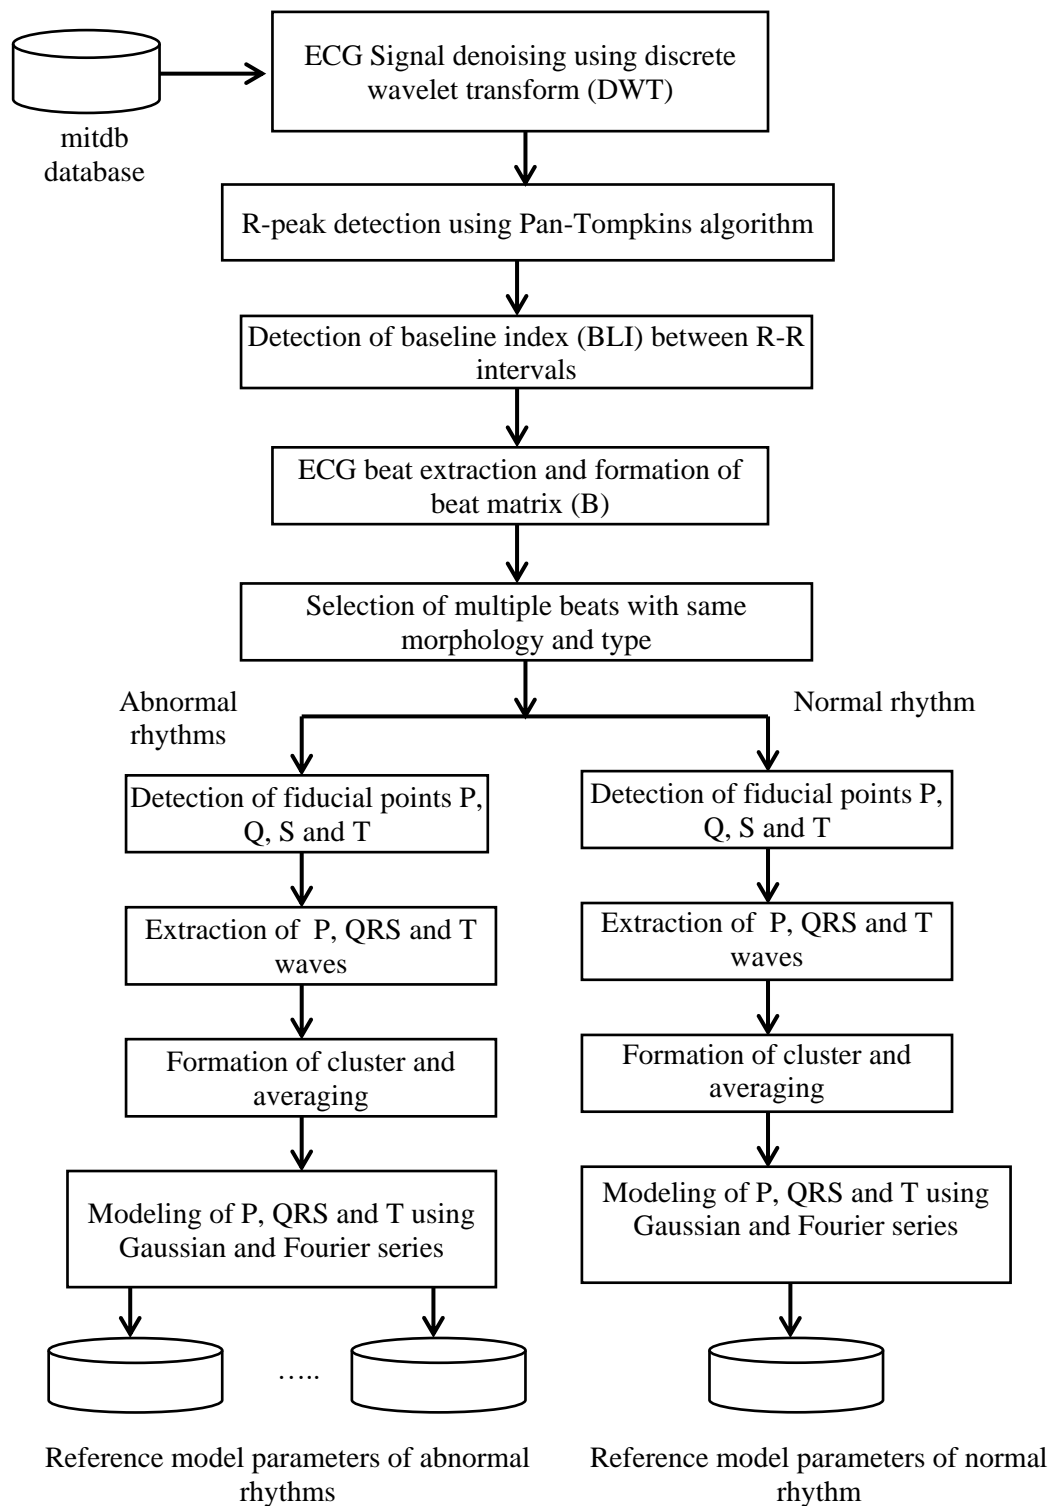 ECG Signal denoising using discrete
wavelet transform (DWT)
mitdb
database
R-peak detection using Pan-Tompkins algorithm
Detection of baseline index (BLI) between R-R
intervals
ECG beat extraction and formation of
beat matrix (B)
Selection of multiple beats with same
morphology and type
Abnormal
rhythms
Normal rhythm
Detection of fiducial points P,
Q, S and T
Detection of fiducial points P,
Q, S and T
Extraction of P, QRS and T
waves
Extraction of P, QRS and T
waves
Formation of cluster and
averaging
Formation of cluster and
averaging
Modeling of P, QRS and T using
Gaussian and Fourier series
Modeling of P, QRS and T using
Gaussian and Fourier series
…..
Reference model parameters of abnormal
rhythms
Reference model parameters of normal
rhythm